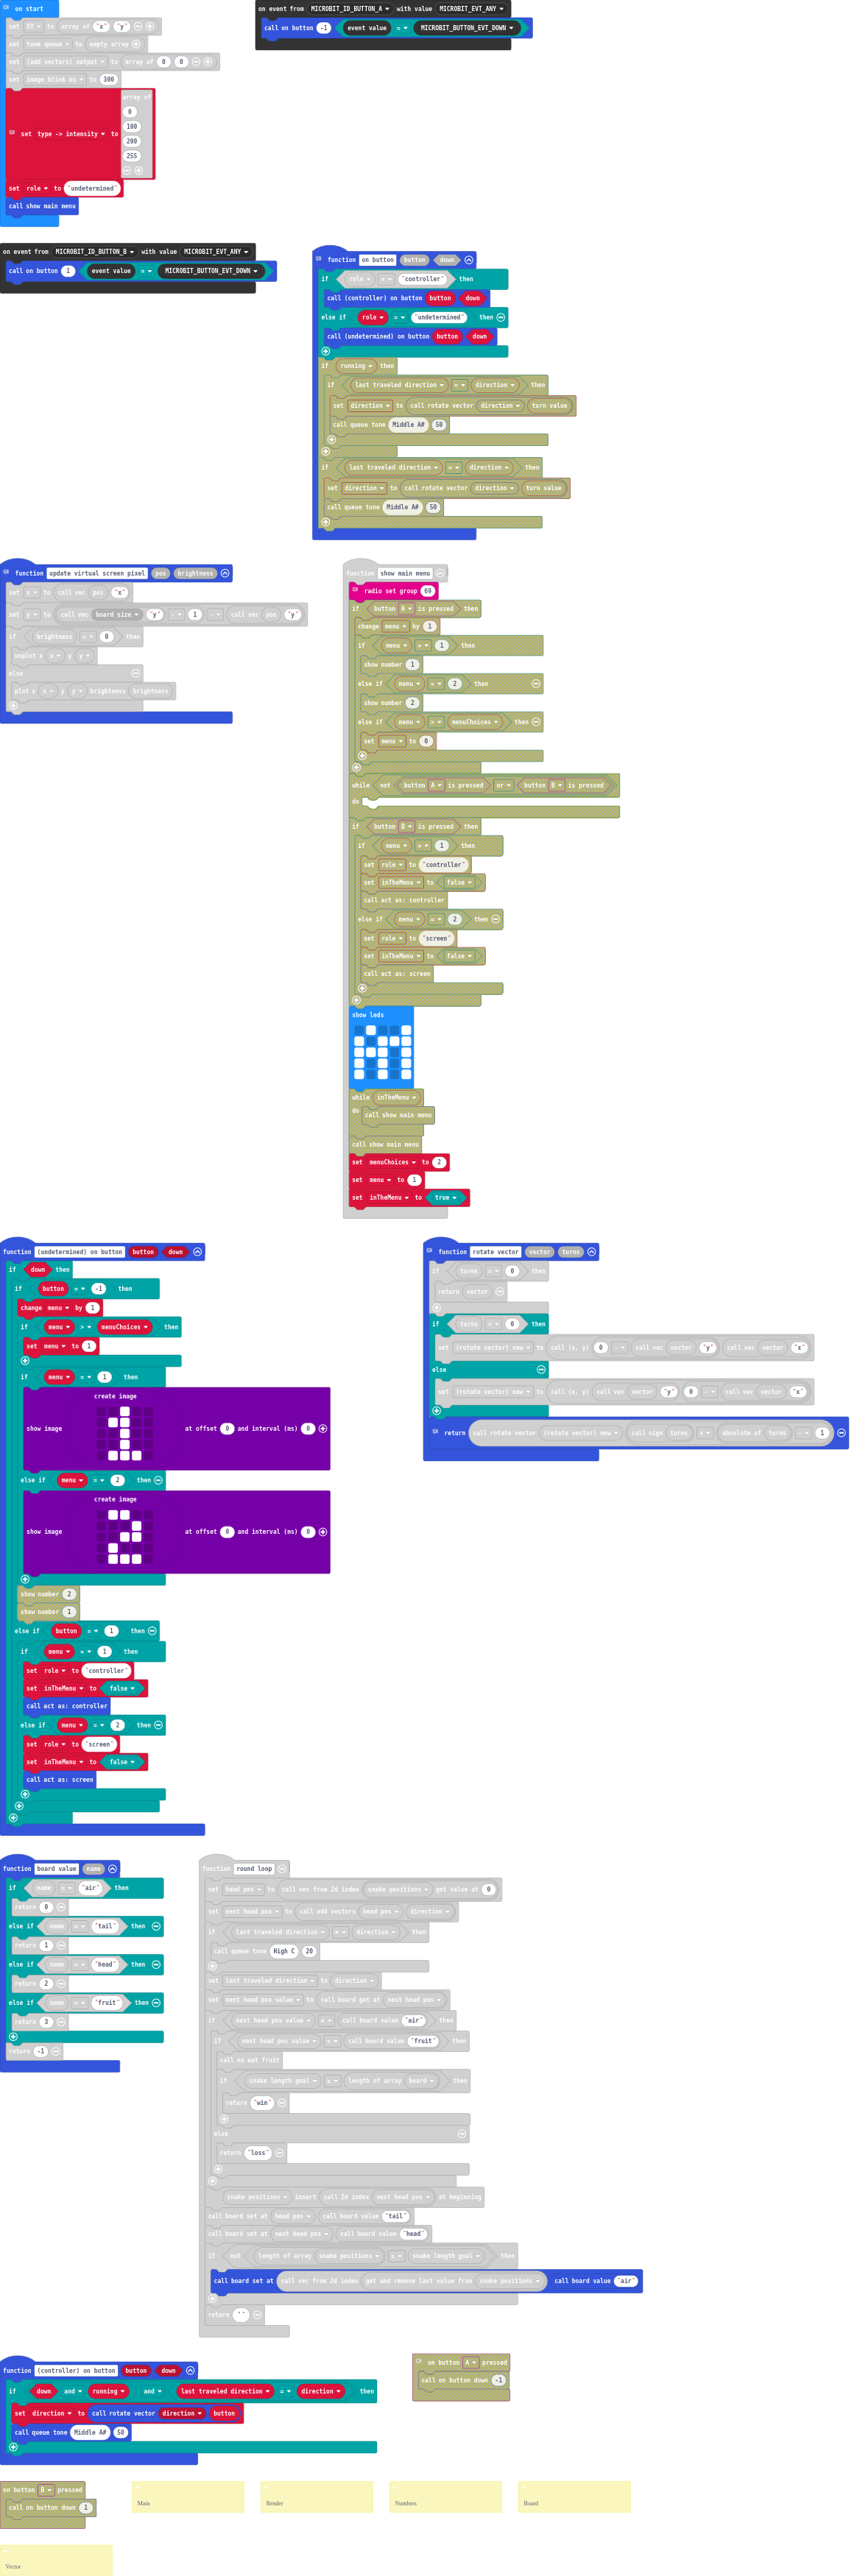 on start
set XY to array of "x" "y"
set tone queue to empty array
set (add vectors) output to array of 0 0
set image blink ms to 300
set type -> intensity to array of
0
100
200
255
set role to "undetermined"
call show main menu
on event from MICROBIT_ID_BUTTON_A with value MICROBIT_EVT_ANY
call on button -1 event value = MICROBIT_BUTTON_EVT_DOWN
on event from MICROBIT_ID_BUTTON_B with value MICROBIT_EVT_ANY
call on button 1 event value = MICROBIT_BUTTON_EVT_DOWN
function on button button down
if role = "controller" then
call (controller) on button button down
else if role = "undetermined" then
call (undetermined) on button button down
if running then
if last traveled direction = direction then
set direction to call rotate vector direction turn value
call queue tone Middle A# 50
if last traveled direction = direction then
set direction to call rotate vector direction turn value
call queue tone Middle A# 50
function update virtual screen pixel pos brightness
set x to call vec pos "x"
set y to call vec board size "y" - 1 - call vec pos "y"
if brightness = 0 then
unplot x x y y
else
plot x x y y brightness brightness
function show main menu
radio set group 69
if button A is pressed then
change menu by 1
if menu = 1 then
show number 1
else if menu = 2 then
show number 2
else if menu > menuChoices then
set menu to 0
while not button A is pressed or button B is pressed
do
if button B is pressed then
if menu = 1 then
set role to "controller"
set inTheMenu to false
call act as: controller
else if menu = 2 then
set role to "screen"
set inTheMenu to false
call act as: screen
show leds
while inTheMenu
do call show main menu
call show main menu
set menuChoices to 2
set menu to 1
set inTheMenu to true
function (undetermined) on button button down
if down then
if button = -1 then
change menu by 1
if menu > menuChoices then
set menu to 1
if menu = 1 then
create image
show image at offset 0 and interval (ms) 0
else if menu = 2 then
create image
show image at offset 0 and interval (ms) 0
show number 2
show number 1
else if button = 1 then
if menu = 1 then
set role to "controller"
set inTheMenu to false
call act as: controller
else if menu = 2 then
set role to "screen"
set inTheMenu to false
call act as: screen
function rotate vector vector turns
if turns = 0 then
return vector
if turns < 0 then
set (rotate vector) new to call (x, y) 0 - call vec vector "y" call vec vector "x"
else
set (rotate vector) new to call (x, y) call vec vector "y" 0 - call vec vector "x"
return call rotate vector (rotate vector) new call sign turns × absolute of turns - 1
function board value name
if name = "air" then
return 0
else if name = "tail" then
return 1
else if name = "head" then
return 2
else if name = "fruit" then
return 3
return -1
function round loop
set head pos to call vec from 2d index snake positions get value at 0
set next head pos to call add vectors head pos direction
if last traveled direction = direction then
call queue tone High C 20
set last traveled direction to direction
set next head pos value to call board get at next head pos
if next head pos value ≠ call board value "air" then
if next head pos value = call board value "fruit" then
call on eat fruit
if snake length goal = length of array board then
return "win"
else
return "loss"
snake positions insert call 2d index next head pos at beginning
call board set at head pos call board value "tail"
call board set at next head pos call board value "head"
if not length of array snake positions = snake length goal then
call board set at call vec from 2d index get and remove last value from snake positions call board value "air"
return ""
function (controller) on button button down
if down and running and last traveled direction = direction then
set direction to call rotate vector direction button
call queue tone Middle A# 50
on button A pressed
call on button down -1
on button B pressed
call on button down 1
Main
Render
Numbers
Board
Vector